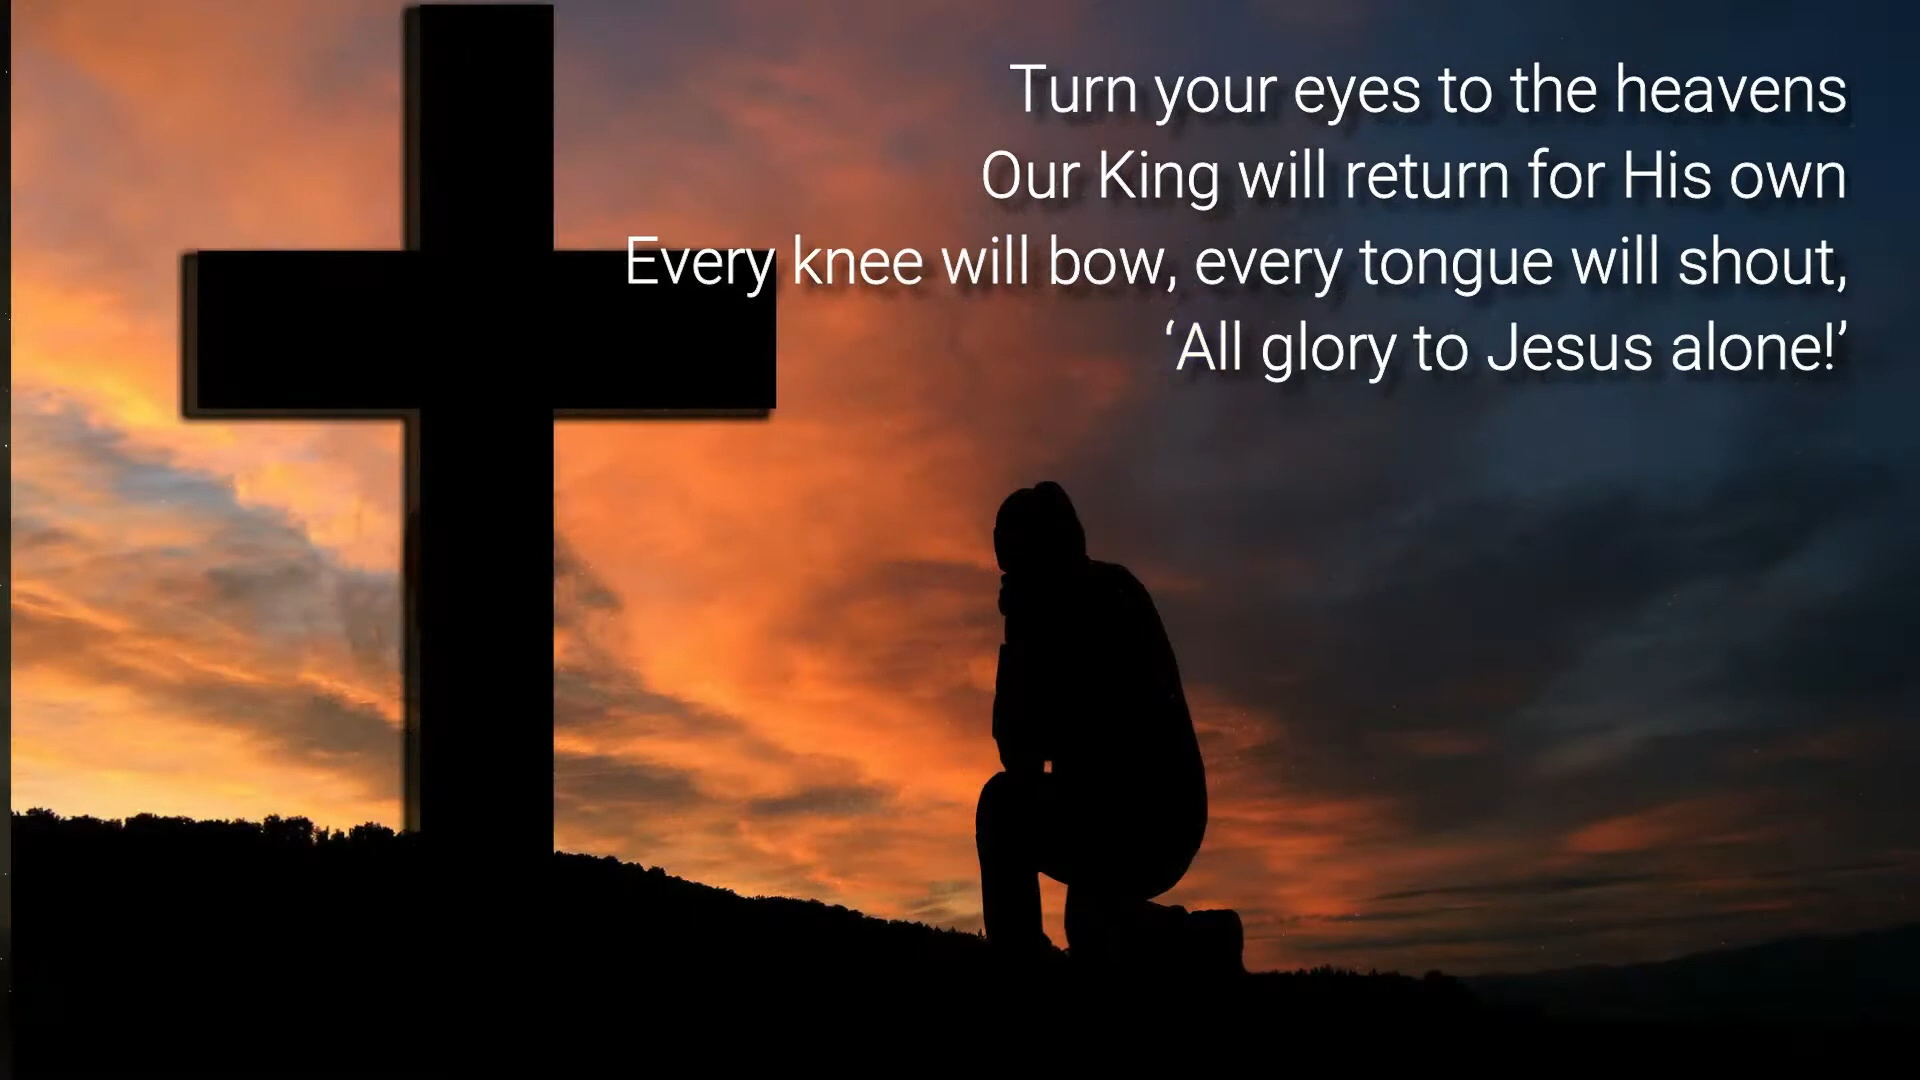 Turn your eyes to the heavens
Our King will return for His own
Every knee will bow, every tongue will shout,
‘All glory to Jesus alone!’